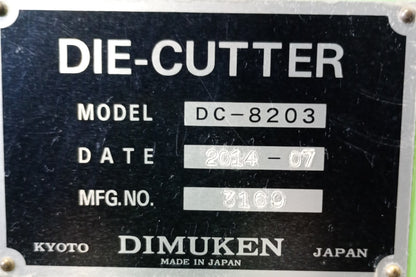 DIE-CUTTER
MODEL DC-8203
DATE 2014-07
MFG.NO. 3169
KYOTO DIMUKEN JAPAN
MADE IN JAPAN